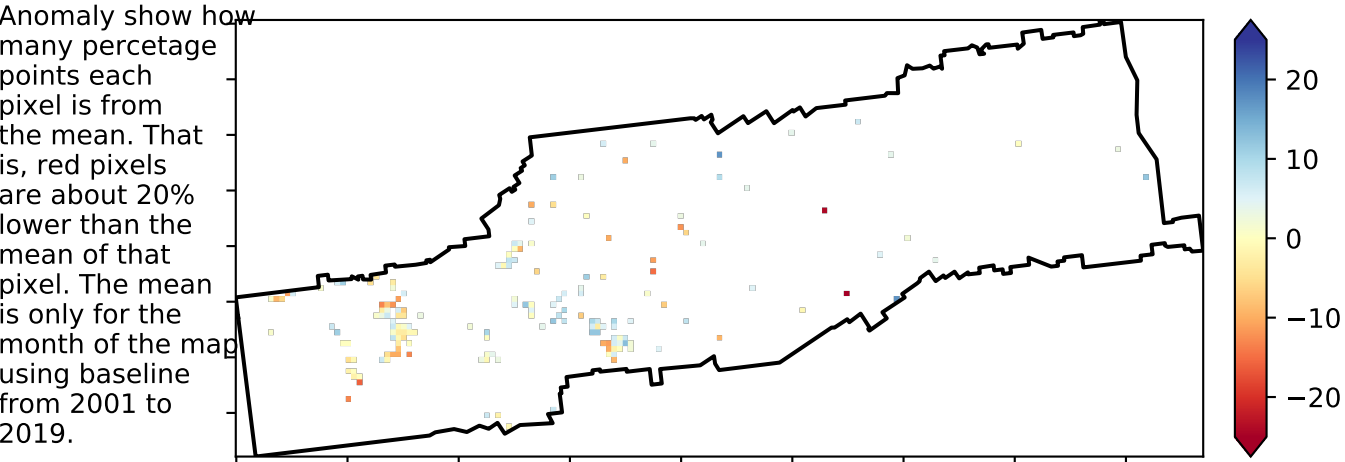 Anomaly show how
many percetage
points each
pixel is from
the mean. That
is, red pixels
are about 20%
lower than the
mean of that
pixel. The mean
is only for the
month of the map
using baseline
from 2001 to
2019.
20
10
0
−10
−20